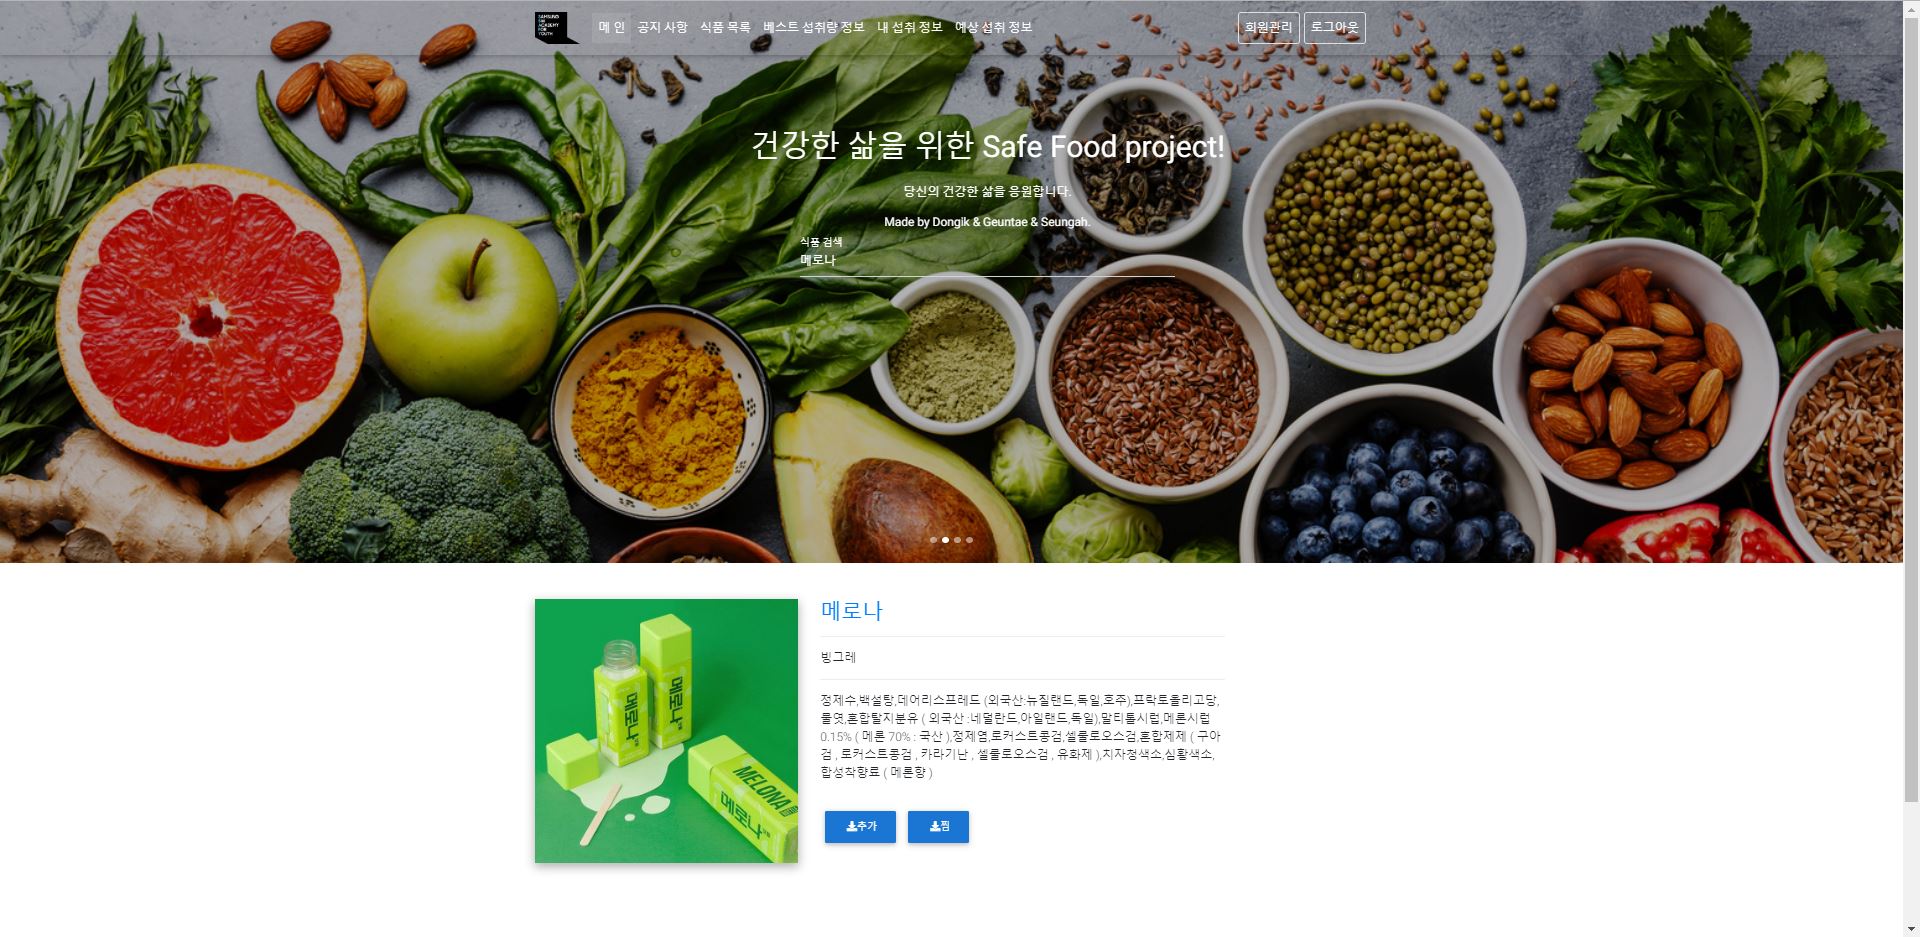 SAMSUNG
SW
ACADEMY
FOR
YOUTH
메 인 공지 사항 식품 목록 베스트 섭취량 정보 내 섭취 정보 예상 섭취 정보 회원관리 로그아웃
건강한 삶을 위한 Safe Food project!
당신의 건강한 삶을 응원합니다.
Made by Dongik & Geuntae & Seungah.
식품 검색
메로나
메로나
빙그레
정제수,백설탕,데어리스프레드 (외국산:뉴질랜드,독일,호주),프락토올리고당,
물엿,혼합탈지분유 ( 외국산 :네덜란드,아일랜드,독일),말티톨시럽,메론시럽
0.15% ( 메론 70% : 국산 ),정제염,로커스트콩검,셀룰로오스검,혼합제제 ( 구아
검 , 로커스트콩검 , 카라기난 , 셀룰로오스검 , 유화제 ),치자청색소,심황색소,
합성착향료 ( 메론향 )
추가 찜
메로나
메로나
MELONA
메로나